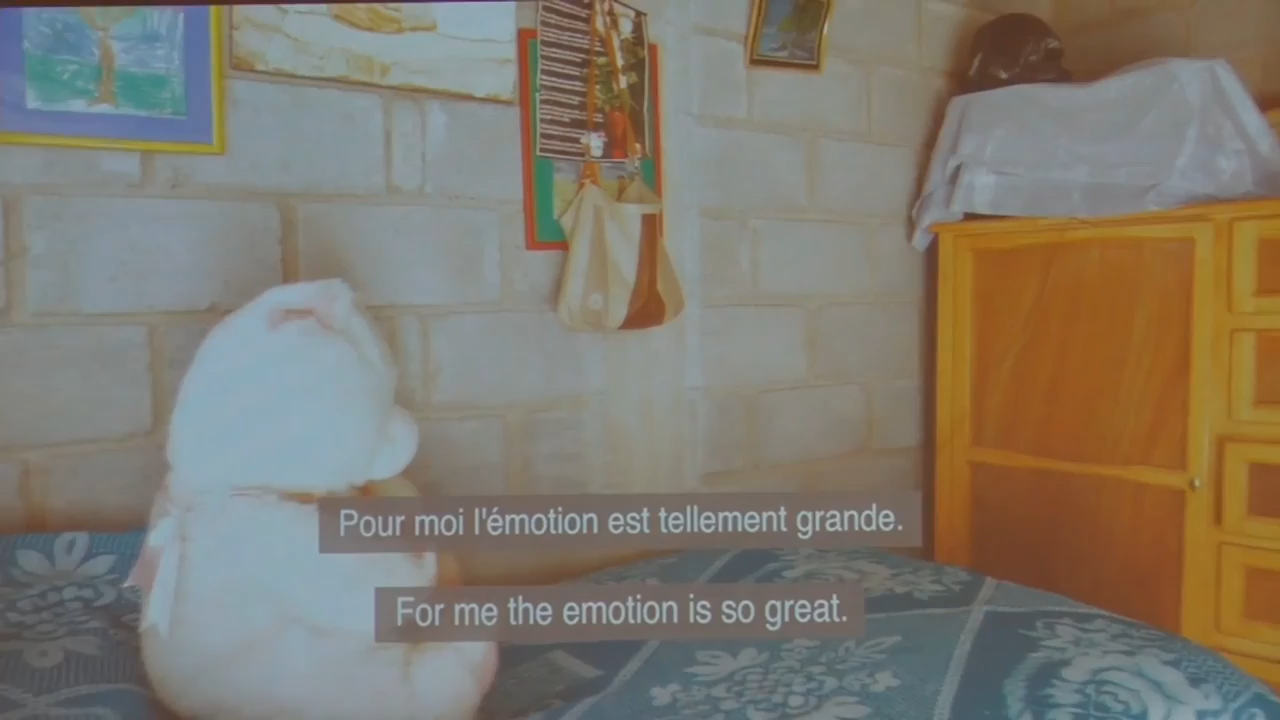 Pour moi l'émotion est tellement grande.
For me the emotion is so great.